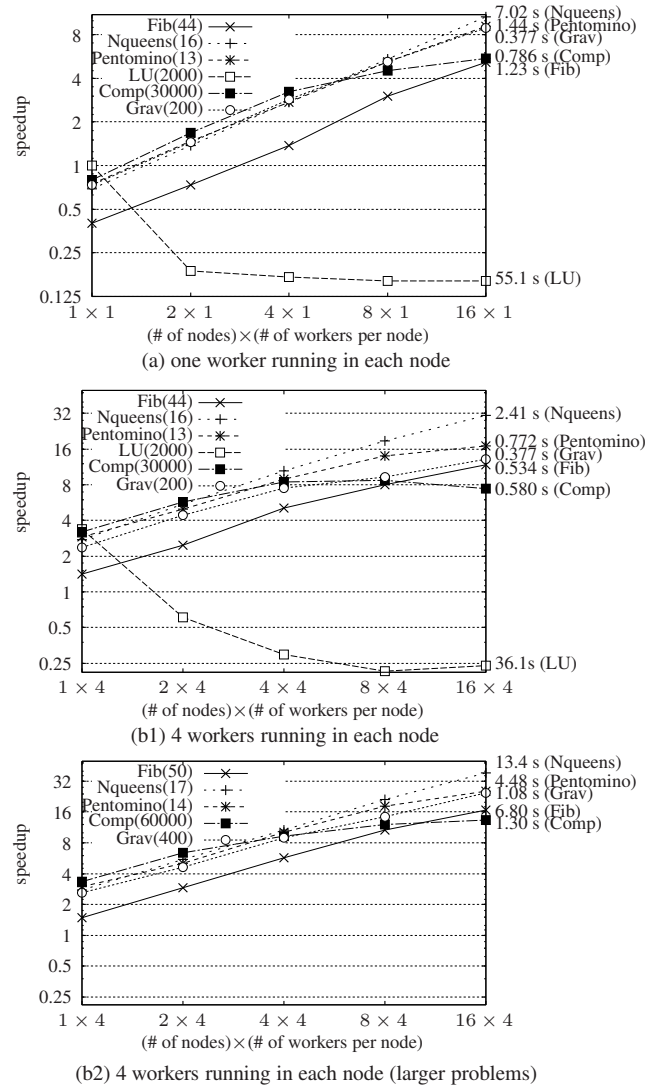 Fib(44)
Nqueens(16)
Pentomino(13)
LU(2000)
Comp(30000)
Grav(200)
speedup
8
4
2
1
0.5
0.25
0.125
7.02 s (Nqueens)
1.44 s (Pentomino)
0.377 s (Grav)
0.786 s (Comp)
1.23 s (Fib)
55.1 s (LU)
1 × 1
2 × 1
4 × 1
8 × 1
16 × 1
(# of nodes)×(# of workers per node)
(a) one worker running in each node
Fib(44)
Nqueens(16)
Pentomino(13)
LU(2000)
Comp(30000)
Grav(200)
speedup
32
16
8
4
2
1
0.5
0.25
2.41 s (Nqueens)
0.772 s (Pentomino)
0.377 s (Grav)
0.534 s (Fib)
0.580 s (Comp)
36.1s (LU)
1 × 4
2 × 4
4 × 4
8 × 4
16 × 4
(# of nodes)×(# of workers per node)
(b1) 4 workers running in each node
Fib(50)
Nqueens(17)
Pentomino(14)
Comp(60000)
Grav(400)
speedup
32
16
8
4
2
1
0.5
0.25
13.4 s (Nqueens)
4.48 s (Pentomino)
1.08 s (Grav)
6.80 s (Fib)
1.30 s (Comp)
1 × 4
2 × 4
4 × 4
8 × 4
16 × 4
(# of nodes)×(# of workers per node)
(b2) 4 workers running in each node (larger problems)